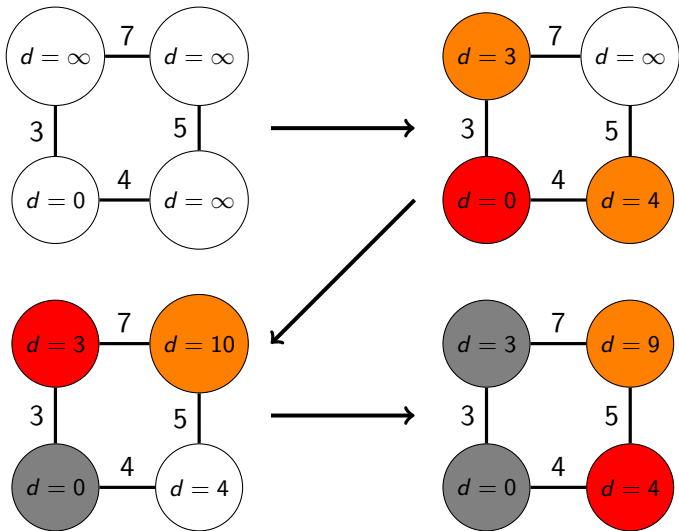 7
d = ∞ d = ∞
3 5
4
d = 0 d = ∞
7
d = 3 d = ∞
3 5
4
d = 0 d = 4
7
d = 3 d = 10
3 5
4
d = 0 d = 4
7
d = 3 d = 9
3 5
4
d = 0 d = 4